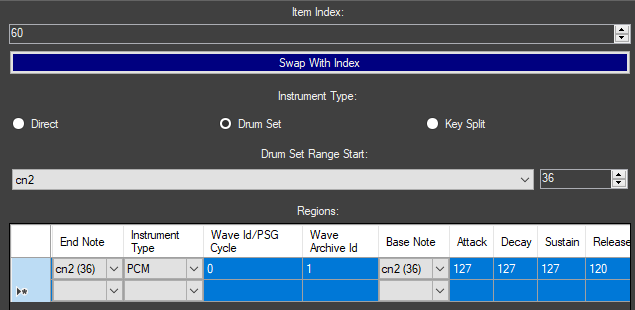 Item Index:
60
Swap With Index
Instrument Type:
Direct Drum Set Key Split
Drum Set Range Start:
cn2 36
Regions:
End Note Instrument Type Wave Id/PSG Cycle Wave Archive Id Base Note Attack Decay Sustain Release
cn2 (36) PCM 0 1 cn2 (36) 127 127 127 120